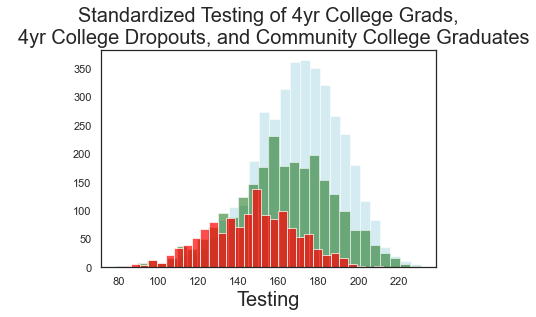 Standardized Testing of 4yr College Grads,
4yr College Dropouts, and Community College Graduates
350
300
250
200
150
100
50
0
80 100 120 140 160 180 200 220
Testing